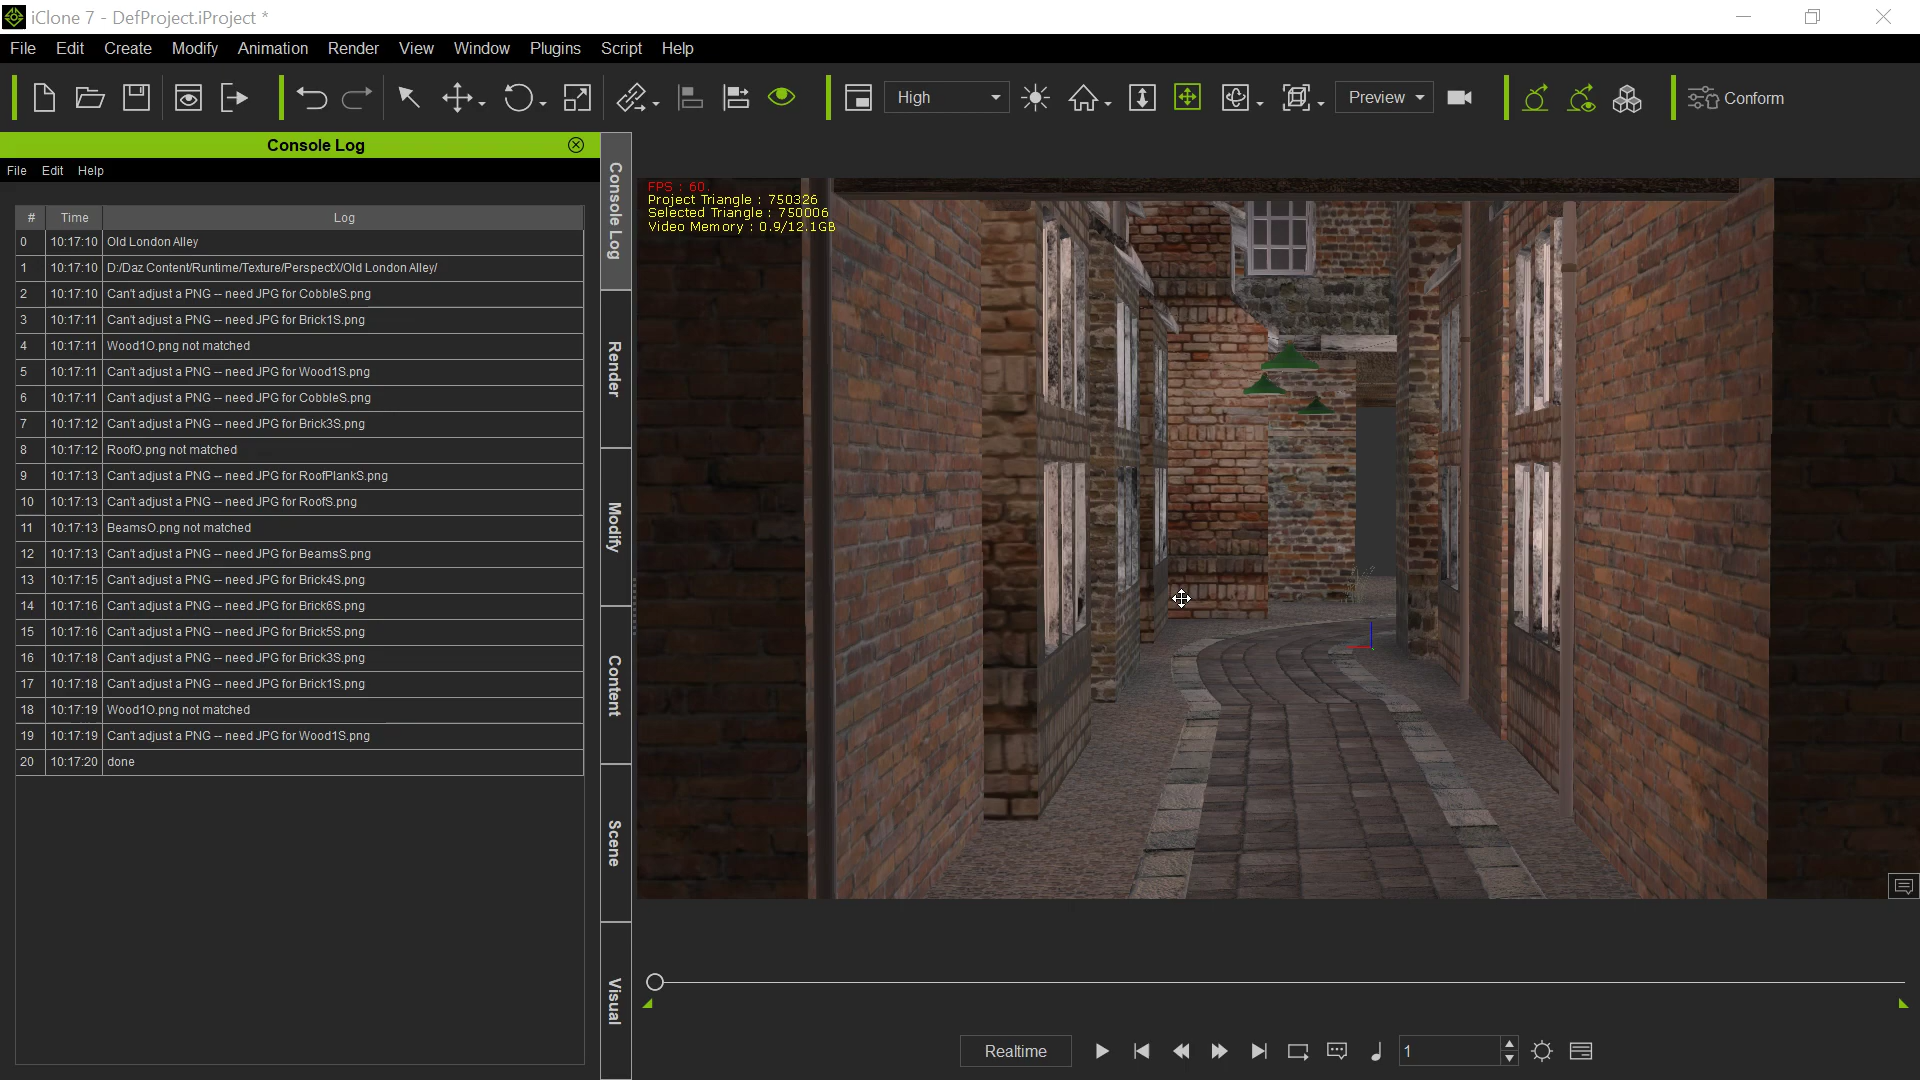 iClone 7 - DefProject.iProject *
File Edit Create Modify Animation Render View Window Plugins Script Help
High
Preview
Conform
Console Log
File Edit Help
# Time Log
0 10:17:10 Old London Alley
1 10:17:10 D:/Daz Content/Runtime/Texture/PerspectX/Old London Alley/
2 10:17:10 Can't adjust a PNG -- need JPG for CobbleS.png
3 10:17:11 Can't adjust a PNG -- need JPG for Brick1S.png
4 10:17:11 Wood1O.png not matched
5 10:17:11 Can't adjust a PNG -- need JPG for Wood1S.png
6 10:17:11 Can't adjust a PNG -- need JPG for CobbleS.png
7 10:17:12 Can't adjust a PNG -- need JPG for Brick3S.png
8 10:17:12 RoofO.png not matched
9 10:17:13 Can't adjust a PNG -- need JPG for RoofPlankS.png
10 10:17:13 Can't adjust a PNG -- need JPG for RoofS.png
11 10:17:13 BeamsO.png not matched
12 10:17:13 Can't adjust a PNG -- need JPG for BeamsS.png
13 10:17:15 Can't adjust a PNG -- need JPG for Brick4S.png
14 10:17:16 Can't adjust a PNG -- need JPG for Brick6S.png
15 10:17:16 Can't adjust a PNG -- need JPG for Brick5S.png
16 10:17:18 Can't adjust a PNG -- need JPG for Brick3S.png
17 10:17:18 Can't adjust a PNG -- need JPG for Brick1S.png
18 10:17:19 Wood1O.png not matched
19 10:17:19 Can't adjust a PNG -- need JPG for Wood1S.png
20 10:17:20 done
Console Log
Render
Modify
Content
Scene
Visual
FPS : 60.
Project Triangle : 750326
Selected Triangle : 750006
Video Memory : 0.9/12.1GB
Realtime
1